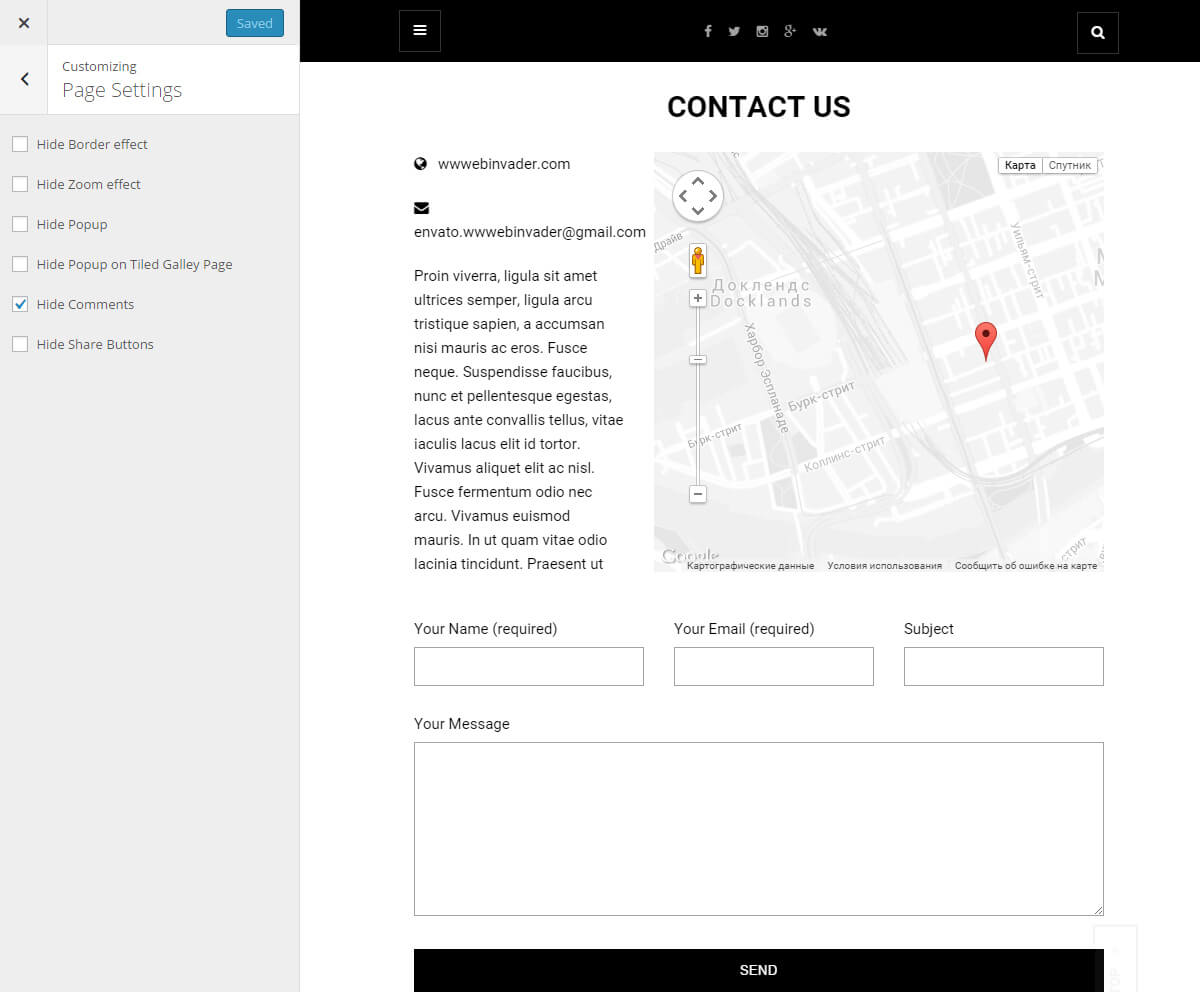 Saved
Customizing
Page Settings
Hide Border effect
Hide Zoom effect
Hide Popup
Hide Popup on Tiled Galley Page
Hide Comments
Hide Share Buttons
CONTACT US
wwwebinvader.com
envato.wwwebinvader@gmail.com
Proin viverra, ligula sit amet
ultrices semper, ligula arcu
tristique sapien, a accumsan
nisi mauris ac eros. Fusce
neque. Suspendisse faucibus,
nunc et pellentesque egestas,
lacus ante convallis tellus, vitae
iaculis lacus elit id tortor.
Vivamus aliquet elit ac nisl.
Fusce fermentum odio nec
arcu. Vivamus euismod
mauris. In ut quam vitae odio
lacinia tincidunt. Praesent ut
Карта Спутник
Драйв
Уильям-стрит
Доклендс
Docklands
Харбор Эспланаде
Бурк-стрит
Бурк-стрит
Коллинс-стрит
Google
Картографические данные Условия использования Сообщить об ошибке на карте
Your Name (required) Your Email (required) Subject
Your Message
SEND
TOP